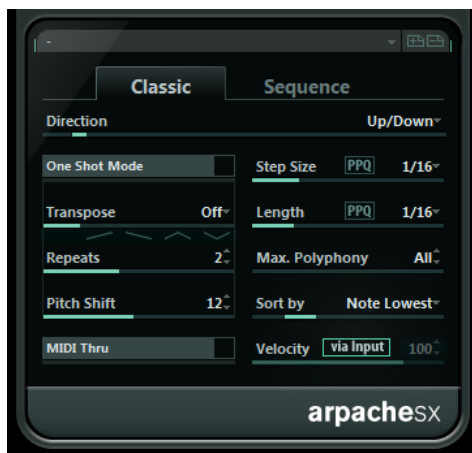 -
Classic Sequence
Direction Up/Down
One Shot Mode Step Size PPQ 1/16
Transpose Off Length PPQ 1/16
Repeats 2 Max. Polyphony All
Pitch Shift 12 Sort by Note Lowest
MIDI Thru Velocity via Input 100
arpacheSX